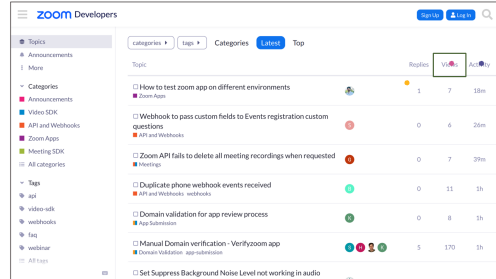 zoom Developers
Sign Up
Log In
Topics
Announcements
More
Categories
Announcements
Video SDK
API and Webhooks
Zoom Apps
Meeting SDK
All categories
Tags
api
video-sdk
webhooks
faq
webinar
All tags
categories
tags
Categories
Latest
Top
Topic Replies Views Activity
How to test zoom app on different environments
Zoom Apps
1 7 18m
Webhook to pass custom fields to Events registration custom
questions
API and Webhooks
0 6 26m
Zoom API fails to delete all meeting recordings when requested
Meetings
0 7 39m
Duplicate phone webhook events received
API and Webhooks webhooks
0 11 1h
Domain validation for app review process
App Submission
K
0 8 1h
Manual Domain verification - Verifyzoom app
Domain Validation app-submission
G H K
5 170 1h
Set Suppress Background Noise Level not working in audio